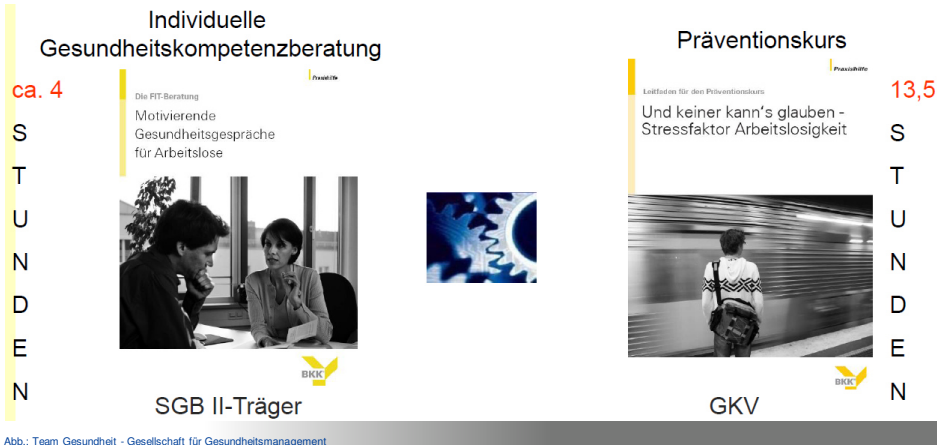 Individuelle
Gesundheitskompetenzberatung
ca. 4
S
T
U
N
D
E
N
Praxishilfe
Die FIT-Beratung
Motivierende
Gesundheitsgespräche
für Arbeitslose
BKK
SGB II-Träger
Präventionskurs
Praxishilfe
Leitfaden für den Präventionskurs
Und keiner kann's glauben -
Stressfaktor Arbeitslosigkeit
BKK
GKV
13,5
S
T
U
N
D
E
N
Abb.: Team Gesundheit - Gesellschaft für Gesundheitsmanagement